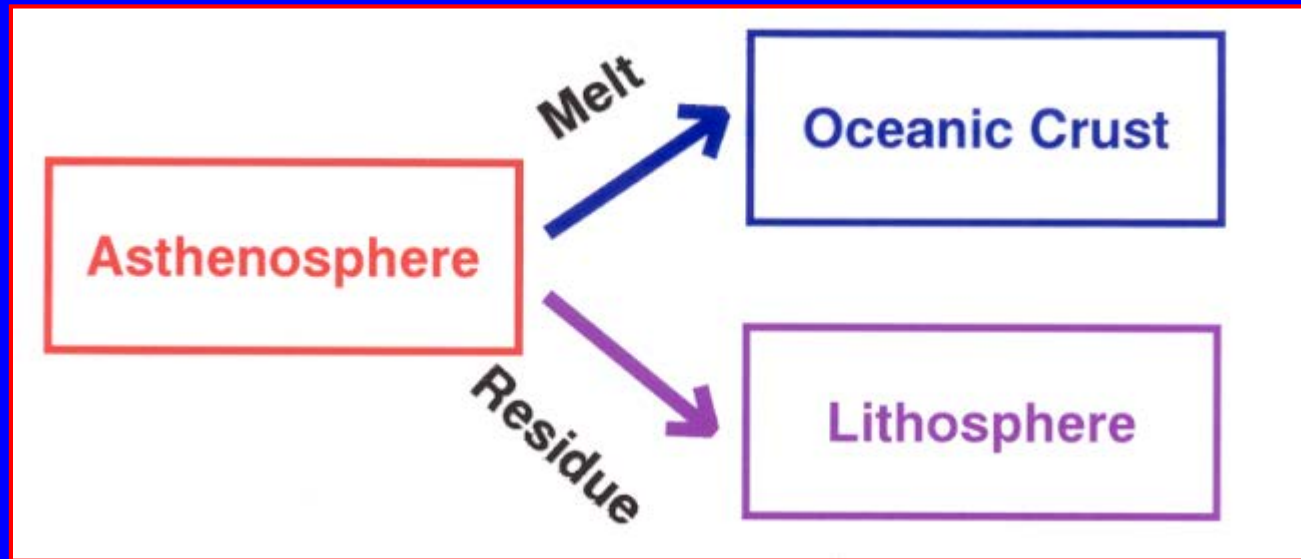 Melt
Oceanic Crust
Asthenosphere
Residue
Lithosphere